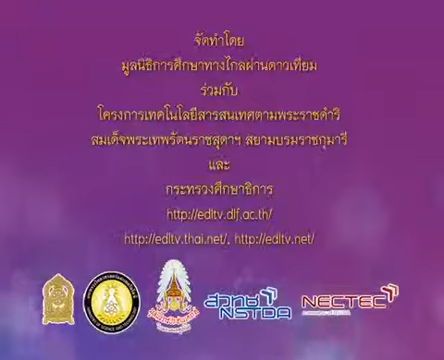 จัดทำโดย
มูลนิธิการศึกษาทางไกลผ่านดาวเทียม
ร่วมกับ
โครงการเทคโนโลยีสารสนเทศตามพระราชดำริ
สมเด็จพระเทพรัตนราชสุดาฯ สยามบรมราชกุมารี
และ
กระทรวงศึกษาธิการ
http://edltv.dlf.ac.th/
http://edltv.thai.net/, http://edltv.net/
สวทช NECTEC
NSTDA